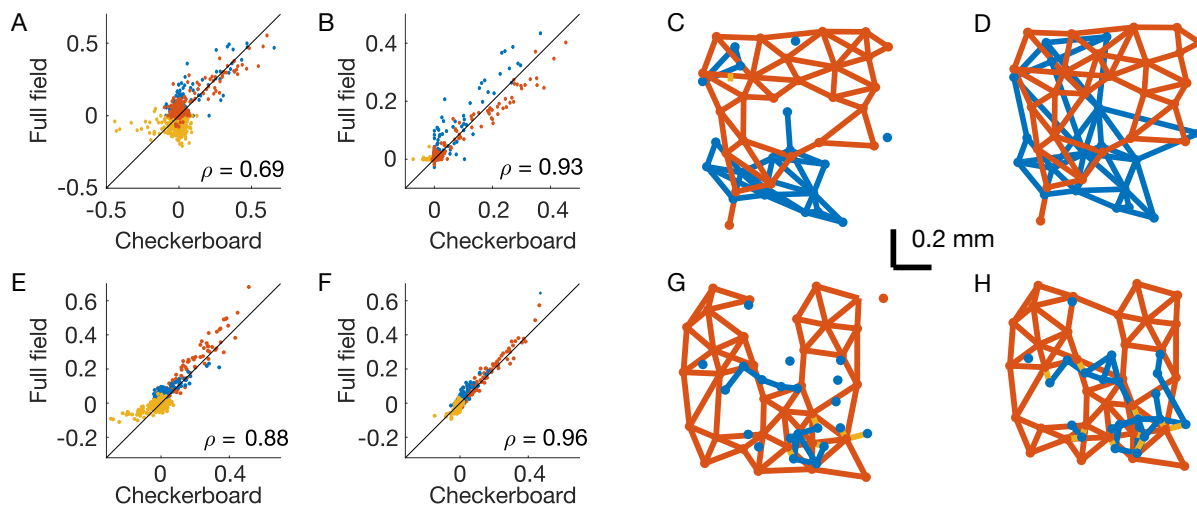 A
B
C
D
0.5
0
-0.5
Full field
ρ = 0.69
-0.5
0
0.5
Checkerboard
0.4
0.2
0
Full field
ρ = 0.93
0
0.2
0.4
Checkerboard
0.2 mm
E
F
G
H
0.6
0.4
0.2
0
-0.2
Full field
ρ = 0.88
0
0.4
Checkerboard
0.6
0.4
0.2
0
-0.2
Full field
ρ = 0.96
0
0.4
Checkerboard